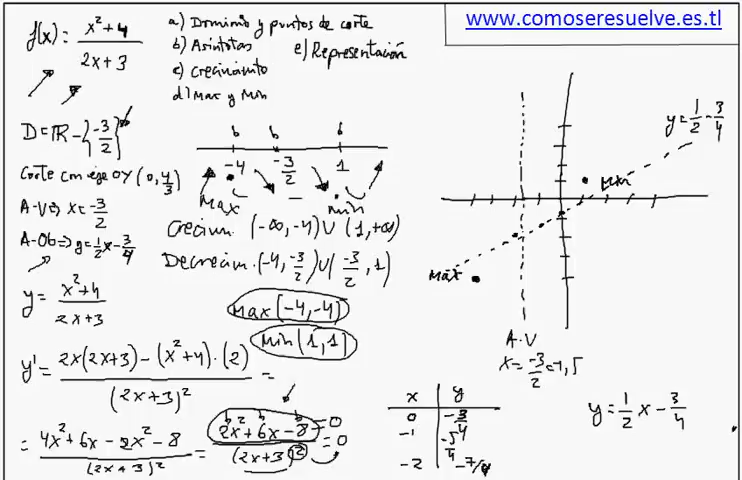 www.comoseresuelve.es.tl
f(x) = x²+4 / 2x+3
a) Dominio y puntos de corte
b) Asíntotas
c) Crecimiento
d) Max y Min
e) Representación
D = R - {-3/2}
Corte con eje OY (0, 4/3)
A-V => x = -3/2
A-Ob => y = 1/2 x - 3/4
y = x²+4 / 2x+3
y' = 2x(2x+3) - (x²+4)·(2) / (2x+3)² =
= 4x²+6x-2x²-8 / (2x+3)² = 2x²+6x-8 / (2x+3)² = 0
= 0
b b b
-4 -3/2 1
Max - Min
Crecim. (-∞,-4) U (1,+∞)
Decrecim. (-4, -3/2) U (-3/2, 1)
Max (-4,-4)
Min (1,1)
y = 1/2 - 3/4
Min
Max
A.V
x = -3/2 = -1,5
x y
0 -3/4
-1 -5/4
-2 -7/4
y = 1/2 x - 3/4